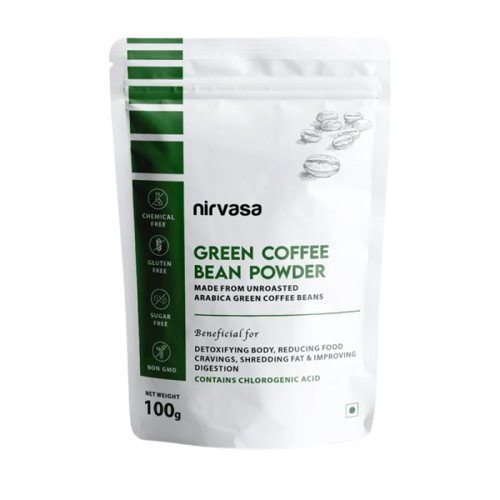 nirvasa
GREEN COFFEE
BEAN POWDER
MADE FROM UNROASTED
ARABICA GREEN COFFEE BEANS
Beneficial for
DETOXIFYING BODY, REDUCING FOOD
CRAVINGS, SHREDDING FAT & IMPROVING
DIGESTION
CONTAINS CHLOROGENIC ACID
CHEMICAL
FREE
GLUTEN
FREE
SUGAR
FREE
NON GMO
NET WEIGHT
100g